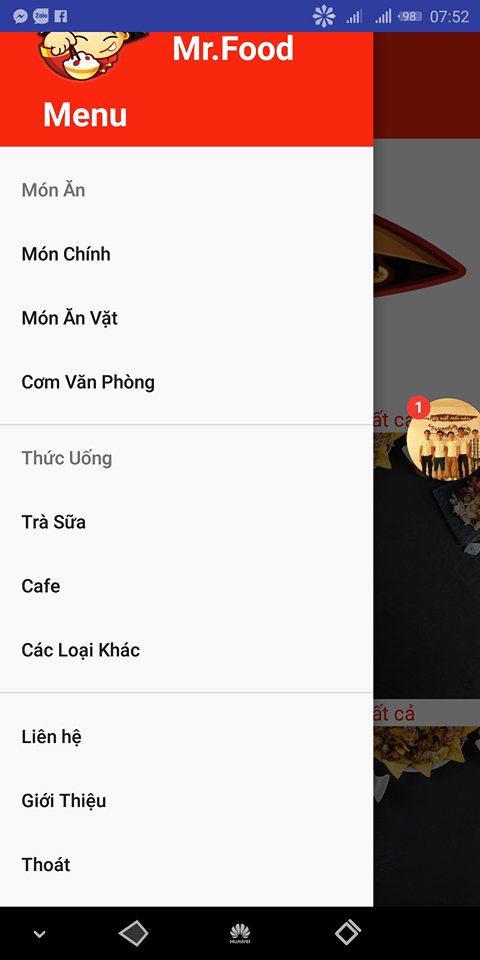 98 07:52
Mr.Food
Menu
Món Ăn
Món Chính
Món Ăn Vặt
Cơm Văn Phòng
ất cả
1
Thức Uống
Trà Sữa
Cafe
Các Loại Khác
ất cả
Liên hệ
Giới Thiệu
Thoát
HUAWEI